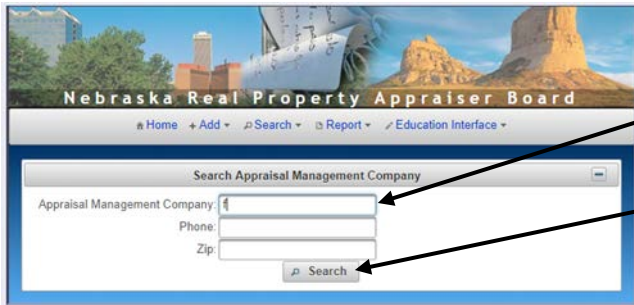 Nebraska Real Property Appraiser Board
Home + Add Search Report Education Interface
Search Appraisal Management Company
Appraisal Management Company: f
Phone:
Zip:
Search